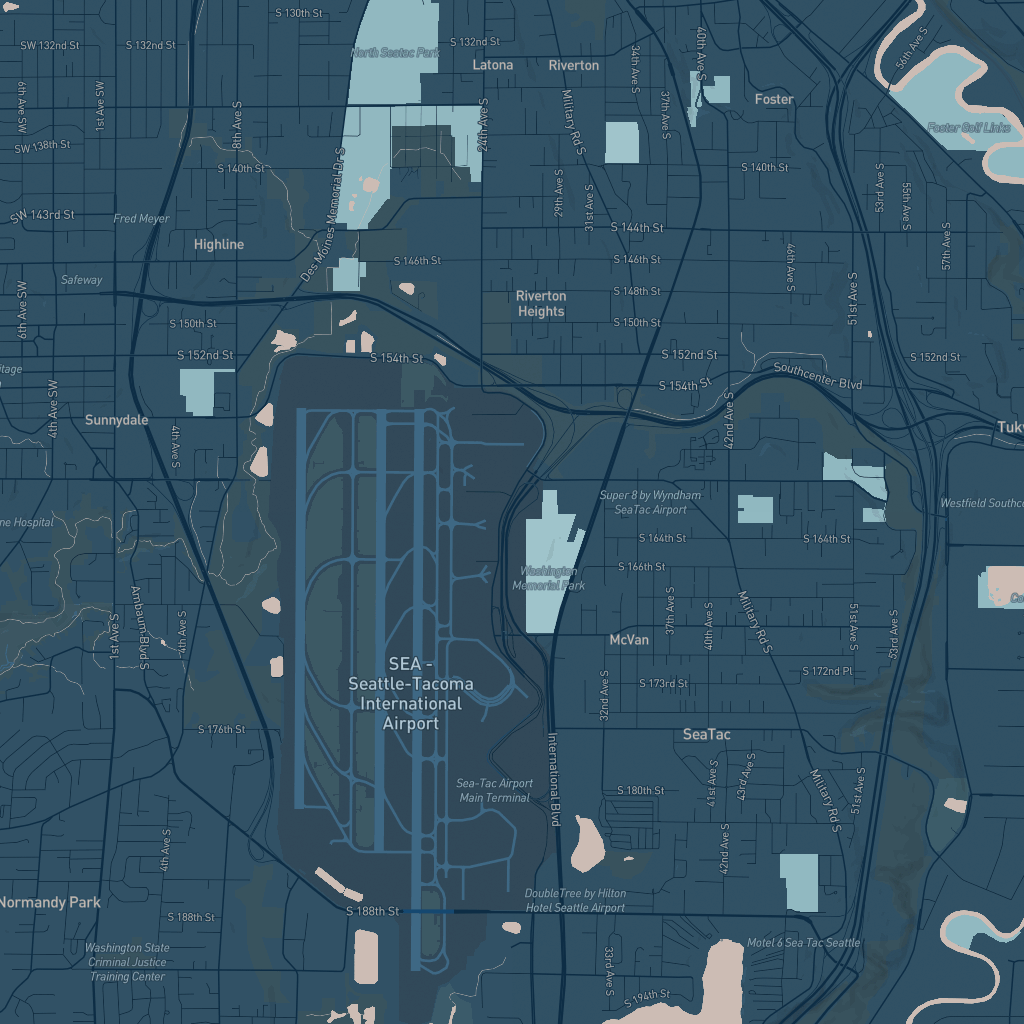 S 130th St
SW 132nd St
S 132nd St
S 132nd St
North Seatac Park
Latona
Riverton
34th Ave S
40th Ave S
56th Ave S
6th Ave SW
1st Ave SW
8th Ave S
24th Ave S
Military Rd S
37th Ave S
Foster
Foster Golf Links
SW 138th St
S 140th St
S 140th St
Des Moines Memorial Dr S
29th Ave S
31st Ave S
53rd Ave S
55th Ave S
SW 143rd St
Fred Meyer
S 144th St
57th Ave S
Highline
S 146th St
S 146th St
46th Ave S
Safeway
6th Ave SW
Riverton
Heights
S 148th St
51st Ave S
S 150th St
S 150th St
S 152nd St
S 154th St
S 152nd St
S 152nd St
itage
4th Ave SW
S 154th St
Southcenter Blvd
Sunnydale
4th Ave S
42nd Ave S
Tukw
Super 8 by Wyndham
SeaTac Airport
Westfield Southce
ne Hospital
S 164th St
S 164th St
S 166th St
Washington
Memorial Park
Ca
1st Ave S
Ambaum Blvd S
4th Ave S
37th Ave S
40th Ave S
Military Rd S
51st Ave S
53rd Ave S
McVan
SEA -
Seattle-Tacoma
International
Airport
S 172nd Pl
S 173rd St
32nd Ave S
S 176th St
SeaTac
International Blvd
Sea-Tac Airport
Main Terminal
S 180th St
41st Ave S
43rd Ave S
Military Rd S
51st Ave S
4th Ave S
42nd Ave S
Normandy Park
DoubleTree by Hilton
Hotel Seattle Airport
S 188th St
S 188th St
Washington State
Criminal Justice
Training Center
Motel 6 Sea Tac Seattle
33rd Ave S
S 194th St